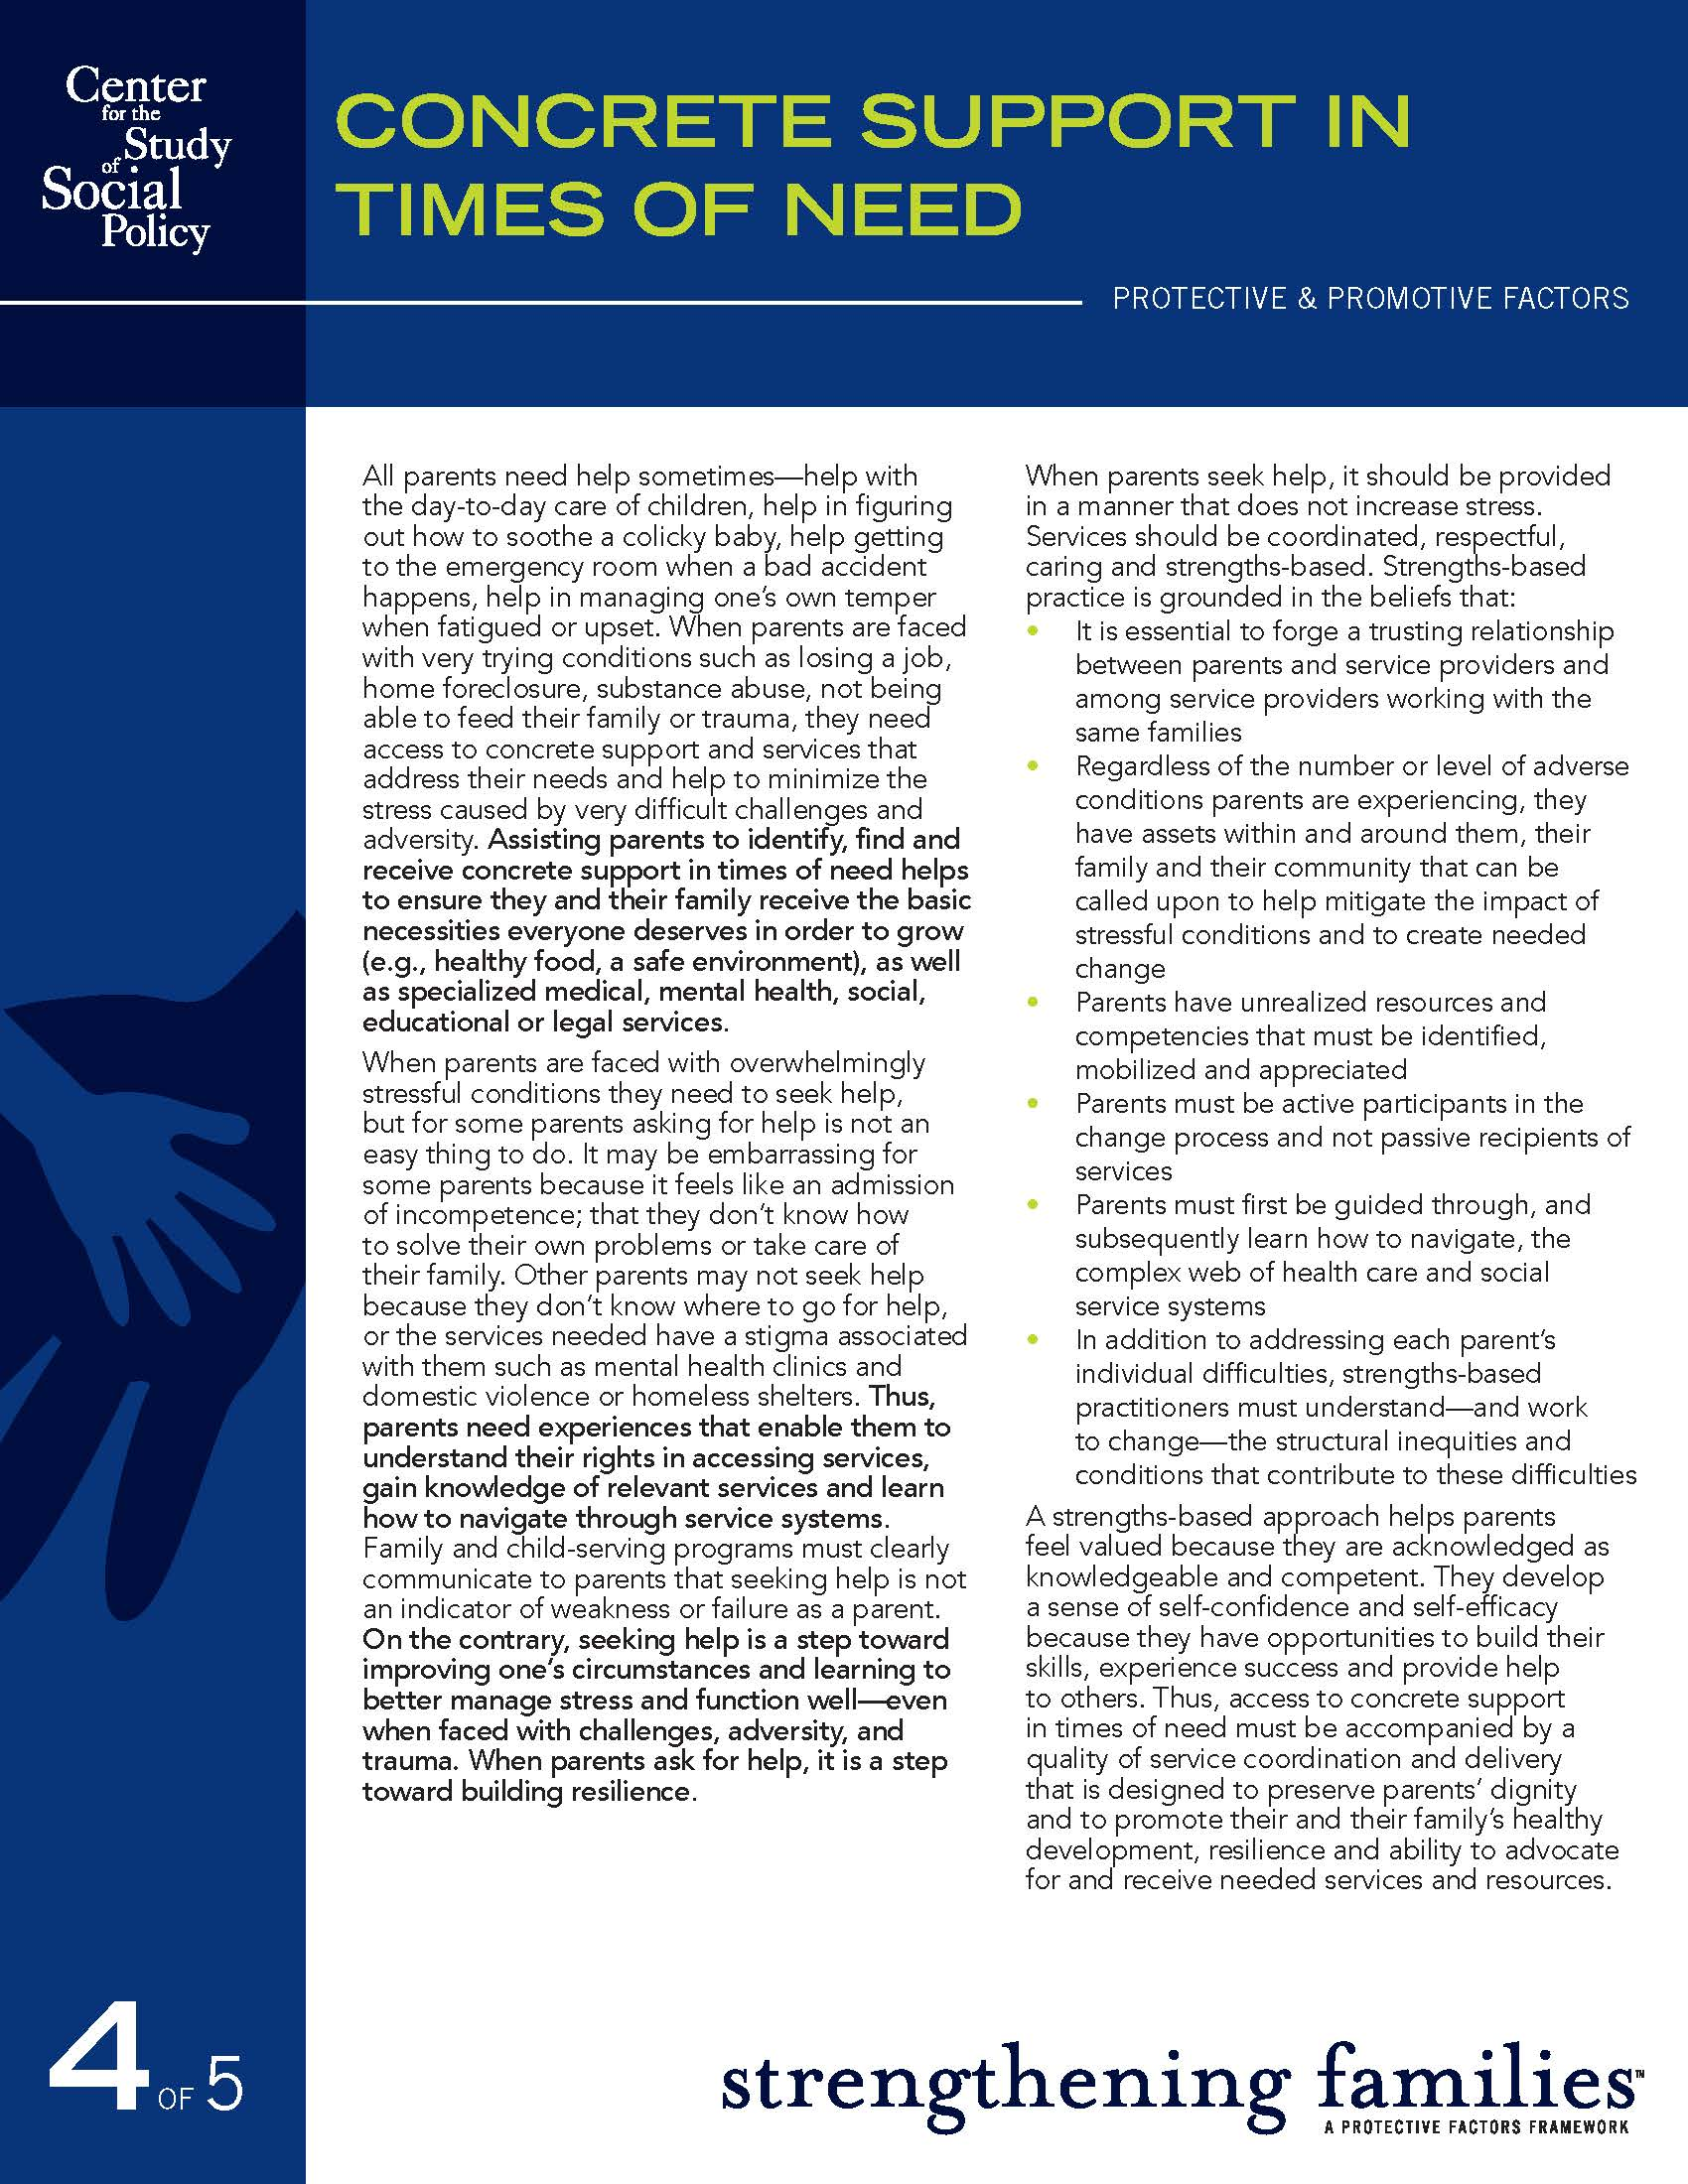 Center
for the
Study
of
Social
Policy
CONCRETE SUPPORT IN
TIMES OF NEED
PROTECTIVE & PROMOTIVE FACTORS
All parents need help sometimes—help with
the day-to-day care of children, help in figuring
out how to soothe a colicky baby, help getting
to the emergency room when a bad accident
happens, help in managing one’s own temper
when fatigued or upset. When parents are faced
with very trying conditions such as losing a job,
home foreclosure, substance abuse, not being
able to feed their family or trauma, they need
access to concrete support and services that
address their needs and help to minimize the
stress caused by very difficult challenges and
adversity. Assisting parents to identify, find and
receive concrete support in times of need helps
to ensure they and their family receive the basic
necessities everyone deserves in order to grow
(e.g., healthy food, a safe environment), as well
as specialized medical, mental health, social,
educational or legal services.
When parents are faced with overwhelmingly
stressful conditions they need to seek help,
but for some parents asking for help is not an
easy thing to do. It may be embarrassing for
some parents because it feels like an admission
of incompetence; that they don’t know how
to solve their own problems or take care of
their family. Other parents may not seek help
because they don’t know where to go for help,
or the services needed have a stigma associated
with them such as mental health clinics and
domestic violence or homeless shelters. Thus,
parents need experiences that enable them to
understand their rights in accessing services,
gain knowledge of relevant services and learn
how to navigate through service systems.
Family and child-serving programs must clearly
communicate to parents that seeking help is not
an indicator of weakness or failure as a parent.
On the contrary, seeking help is a step toward
improving one’s circumstances and learning to
better manage stress and function well—even
when faced with challenges, adversity, and
trauma. When parents ask for help, it is a step
toward building resilience.
When parents seek help, it should be provided
in a manner that does not increase stress.
Services should be coordinated, respectful,
caring and strengths-based. Strengths-based
practice is grounded in the beliefs that:
• It is essential to forge a trusting relationship
between parents and service providers and
among service providers working with the
same families
• Regardless of the number or level of adverse
conditions parents are experiencing, they
have assets within and around them, their
family and their community that can be
called upon to help mitigate the impact of
stressful conditions and to create needed
change
• Parents have unrealized resources and
competencies that must be identified,
mobilized and appreciated
• Parents must be active participants in the
change process and not passive recipients of
services
• Parents must first be guided through, and
subsequently learn how to navigate, the
complex web of health care and social
service systems
• In addition to addressing each parent’s
individual difficulties, strengths-based
practitioners must understand—and work
to change—the structural inequities and
conditions that contribute to these difficulties
A strengths-based approach helps parents
feel valued because they are acknowledged as
knowledgeable and competent. They develop
a sense of self-confidence and self-efficacy
because they have opportunities to build their
skills, experience success and provide help
to others. Thus, access to concrete support
in times of need must be accompanied by a
quality of service coordination and delivery
that is designed to preserve parents’ dignity
and to promote their and their family’s healthy
development, resilience and ability to advocate
for and receive needed services and resources.
4 OF 5
strengthening families™
A PROTECTIVE FACTORS FRAMEWORK